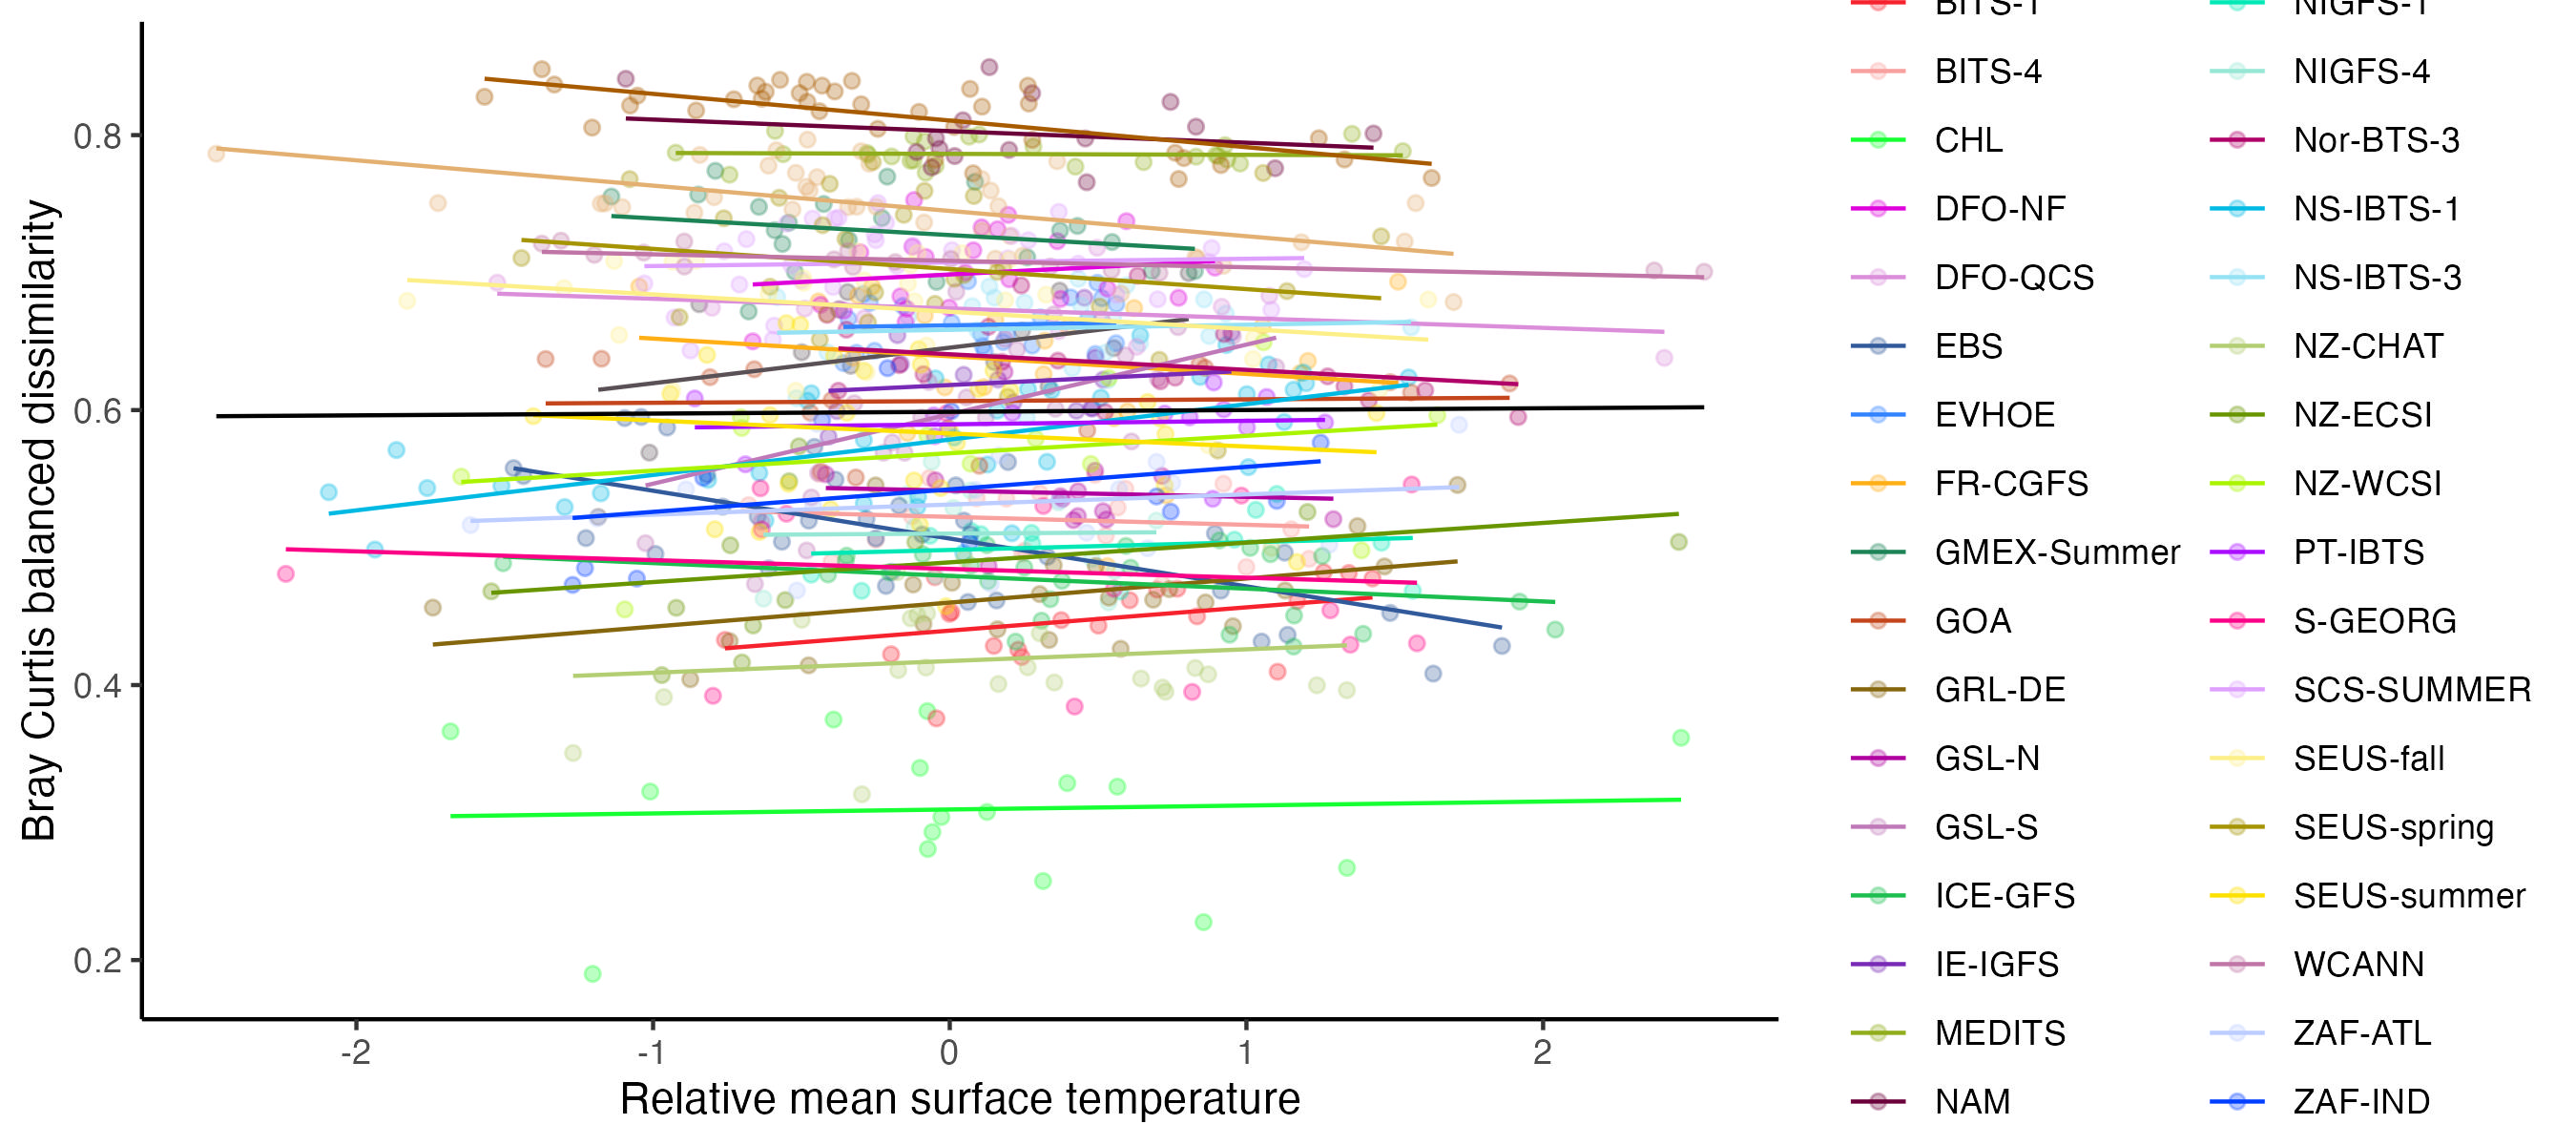 Bray Curtis balanced dissimilarity
0.8
0.6
0.4
0.2
-2
-1
0
1
2
Relative mean surface temperature
BITS-1
BITS-4
CHL
DFO-NF
DFO-QCS
EBS
EVHOE
FR-CGFS
GMEX-Summer
GOA
GRL-DE
GSL-N
GSL-S
ICE-GFS
IE-IGFS
MEDITS
NAM
NIGFS-1
NIGFS-4
Nor-BTS-3
NS-IBTS-1
NS-IBTS-3
NZ-CHAT
NZ-ECSI
NZ-WCSI
PT-IBTS
S-GEORG
SCS-SUMMER
SEUS-fall
SEUS-spring
SEUS-summer
WCANN
ZAF-ATL
ZAF-IND